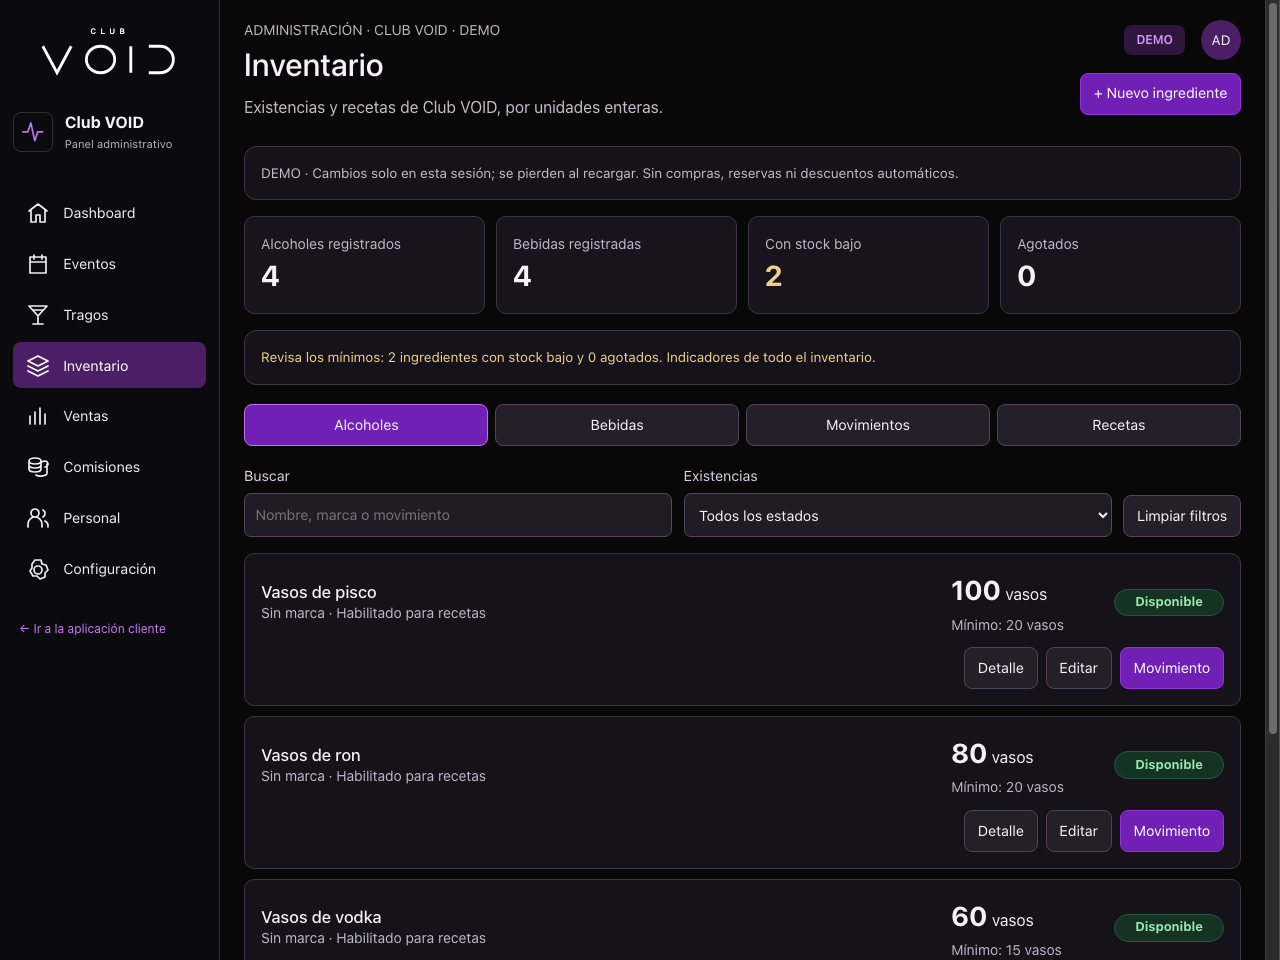 CLUB
VOID
Club VOID
Panel administrativo
Dashboard
Eventos
Tragos
Inventario
Ventas
Comisiones
Personal
Configuración
← Ir a la aplicación cliente
ADMINISTRACIÓN · CLUB VOID · DEMO
Inventario
Existencias y recetas de Club VOID, por unidades enteras.
DEMO
AD
+ Nuevo ingrediente
DEMO · Cambios solo en esta sesión; se pierden al recargar. Sin compras, reservas ni descuentos automáticos.
Alcoholes registrados
4
Bebidas registradas
4
Con stock bajo
2
Agotados
0
Revisa los mínimos: 2 ingredientes con stock bajo y 0 agotados. Indicadores de todo el inventario.
Alcoholes
Bebidas
Movimientos
Recetas
Buscar
Nombre, marca o movimiento
Existencias
Todos los estados
Limpiar filtros
Vasos de pisco
Sin marca · Habilitado para recetas
100 vasos
Mínimo: 20 vasos
Disponible
Detalle
Editar
Movimiento
Vasos de ron
Sin marca · Habilitado para recetas
80 vasos
Mínimo: 20 vasos
Disponible
Detalle
Editar
Movimiento
Vasos de vodka
Sin marca · Habilitado para recetas
60 vasos
Mínimo: 15 vasos
Disponible